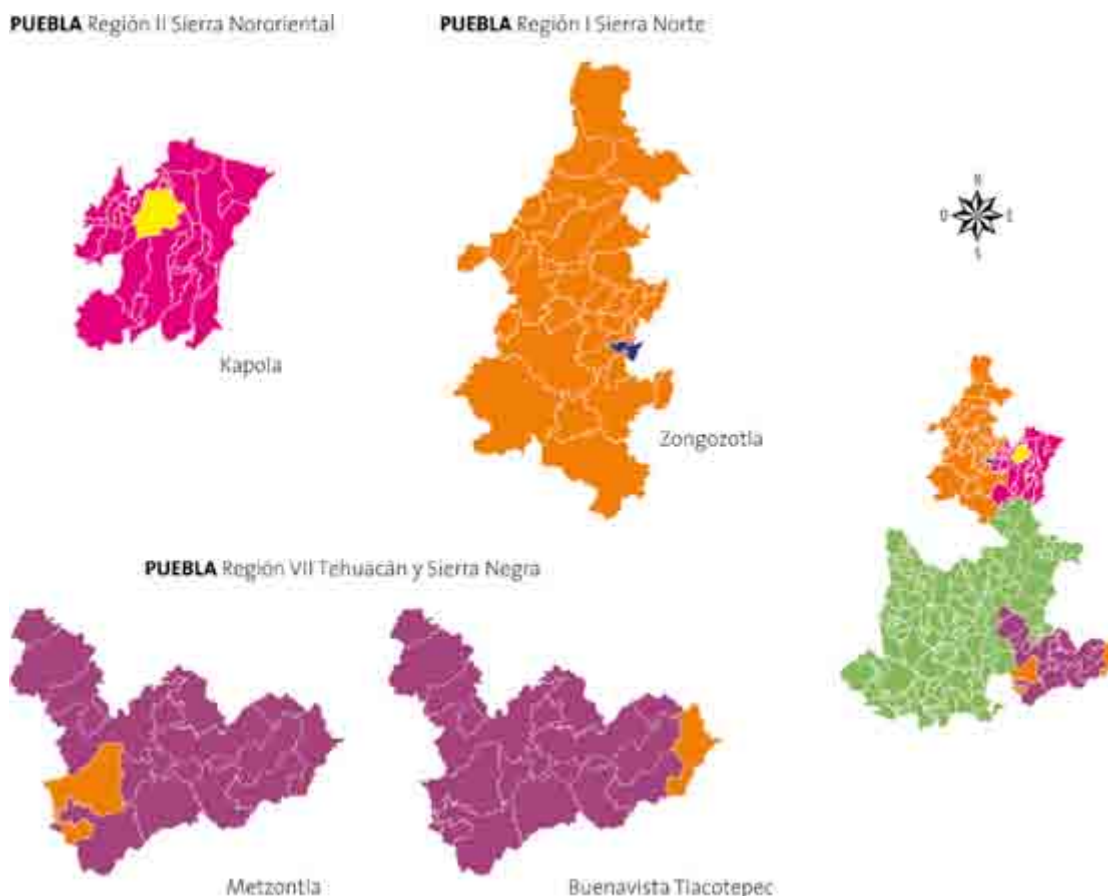 PUEBLA Región II Sierra Nororiental
PUEBLA Región I Sierra Norte
N
O E
S
Kapola
Zongozotla
PUEBLA Región VII Tehuacán y Sierra Negra
Metzontla
Buenavista Tlacotepec